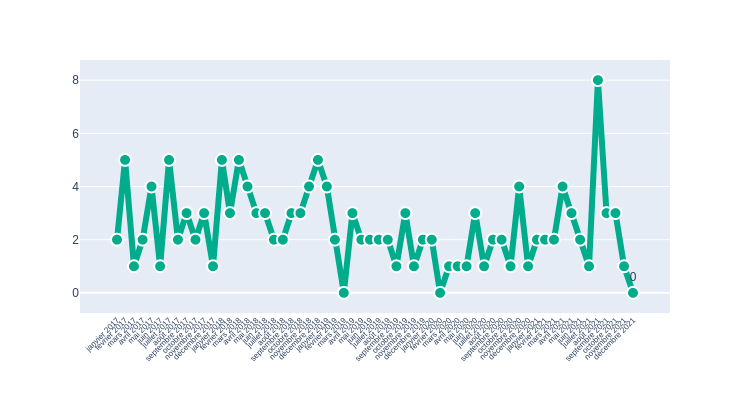 8
6
4
2
0
0
janvier 2017
février 2017
mars 2017
avril 2017
mai 2017
juin 2017
juillet 2017
août 2017
septembre 2017
octobre 2017
novembre 2017
décembre 2017
janvier 2018
février 2018
mars 2018
avril 2018
mai 2018
juin 2018
juillet 2018
août 2018
septembre 2018
octobre 2018
novembre 2018
décembre 2018
janvier 2019
février 2019
mars 2019
avril 2019
mai 2019
juin 2019
juillet 2019
août 2019
septembre 2019
octobre 2019
novembre 2019
décembre 2019
janvier 2020
février 2020
mars 2020
avril 2020
mai 2020
juin 2020
juillet 2020
août 2020
septembre 2020
octobre 2020
novembre 2020
décembre 2020
janvier 2021
février 2021
mars 2021
avril 2021
mai 2021
juin 2021
juillet 2021
août 2021
septembre 2021
octobre 2021
novembre 2021
décembre 2021